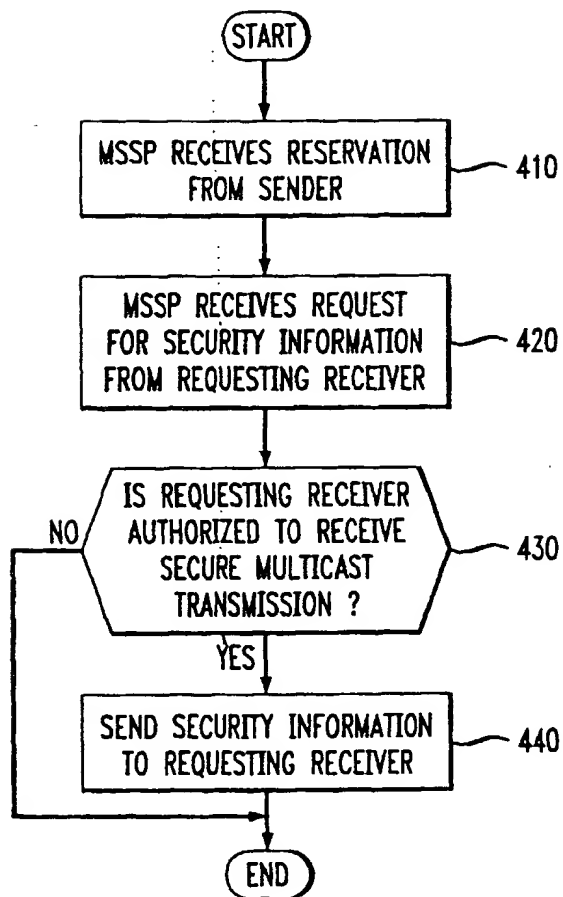 START
MSSP RECEIVES RESERVATION
FROM SENDER
410
MSSP RECEIVES REQUEST
FOR SECURITY INFORMATION
FROM REQUESTING RECEIVER
420
IS REQUESTING RECEIVER
AUTHORIZED TO RECEIVE
SECURE MULTICAST
TRANSMISSION ?
430
NO
YES
SEND SECURITY INFORMATION
TO REQUESTING RECEIVER
440
END